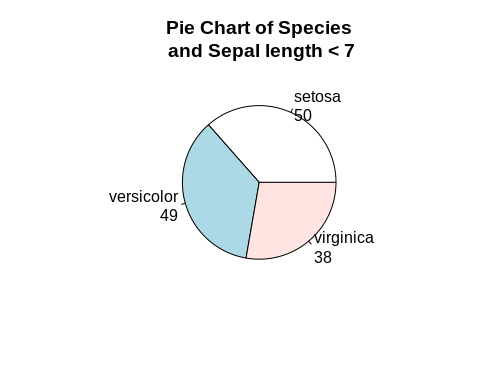 Pie Chart of Species
and Sepal length < 7
setosa
50
versicolor
49
virginica
38